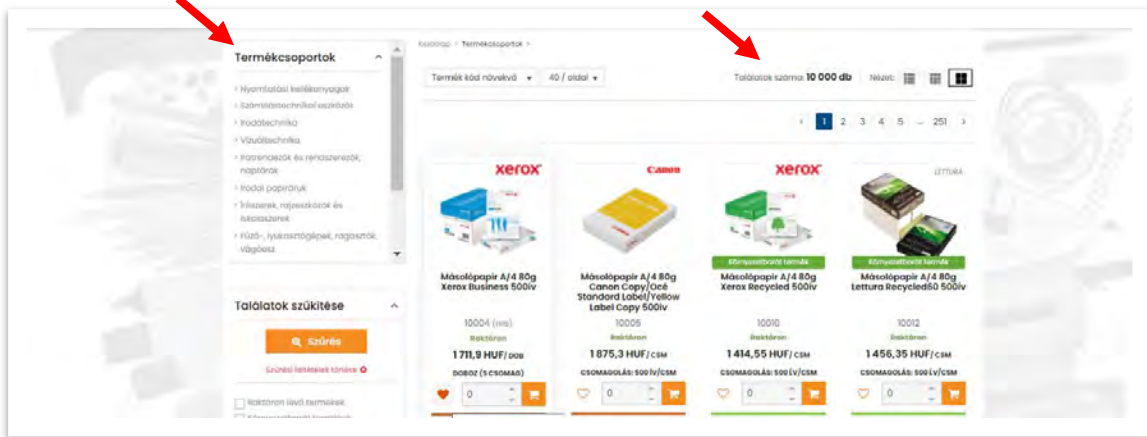 Kezdőlap > Termékcsoportok >
Termékcsoportok
Termék kód növekvő
40 / oldal
Találatok száma: 10 000 db
Nézet:
› Nyomtatási kellékanyagok
› Számítástechnikai eszközök
› Irodatechnika
› Vizuáltechnika
› Iratrendezők és rendszerezők,
naptárak
› Irodai papíráruk
› Írószerek, rajzeszközök és
iskolaszerek
› Fűző-, lyukasztógépek, ragasztók,
vágóesz
‹ 1 2 3 4 5 ... 251 ›
xerox
Canon
xerox
LETTURA
Környezetbarát termék
Környezetbarát termék
Másolópapír A/4 80g
Xerox Business 500ív
Másolópapír A/4 80g
Canon Copy/Océ
Standard Label/Yellow
Label Copy 500ív
Másolópapír A/4 80g
Xerox Recycled 500ív
Másolópapír A/4 80g
Lettura Recycled60 500ív
10004
10005
10010
10012
Raktáron
Raktáron
Raktáron
Raktáron
1 711,9 HUF/ DOB
1 875,3 HUF/ CSM
1 414,55 HUF/ CSM
1 456,35 HUF/ CSM
DOBOZ (5 CSOMAG)
CSOMAGOLÁS: 500 ÍV/CSM
CSOMAGOLÁS: 500 ÍV/CSM
CSOMAGOLÁS: 500 ÍV/CSM
0
0
0
0
Találatok szűkítése
Szűrés
Szűrési feltételek törlése
Raktáron lévő termékek